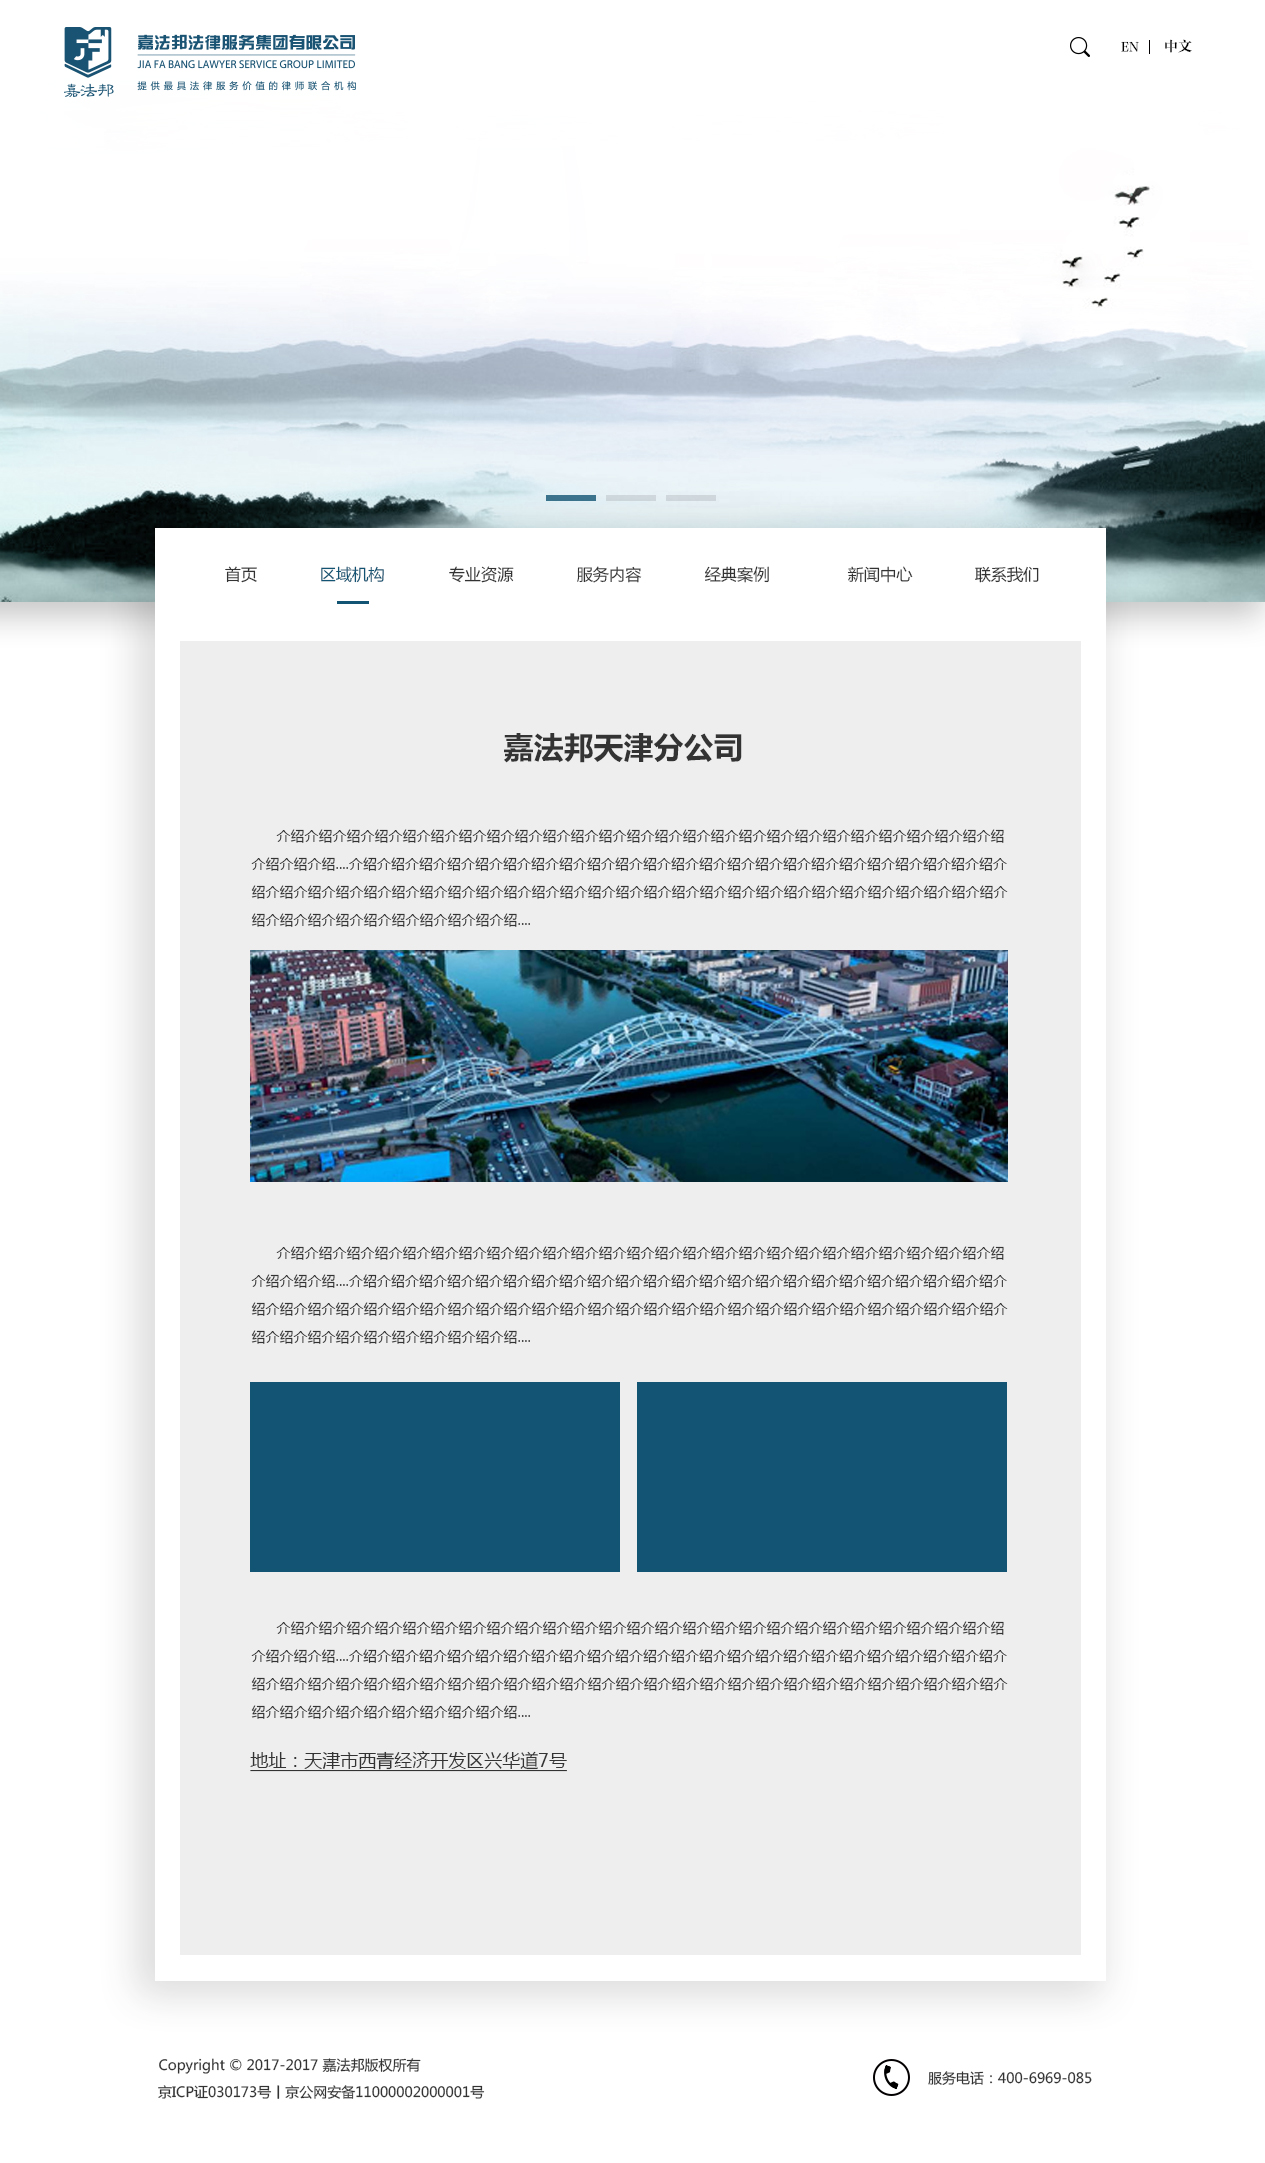 嘉法邦
嘉法邦法律服务集团有限公司
JIA FA BANG LAWYER SERVICE GROUP LIMITED
提供最具法律服务价值的律师联合机构
EN | 中文
首页 区域机构 专业资源 服务内容 经典案例 新闻中心 联系我们
嘉法邦天津分公司
介绍介绍介绍介绍介绍介绍介绍介绍介绍介绍介绍介绍介绍介绍介绍介绍介绍介绍介绍介绍介绍介绍介绍介绍介绍介绍
介绍介绍介绍....介绍介绍介绍介绍介绍介绍介绍介绍介绍介绍介绍介绍介绍介绍介绍介绍介绍介绍介绍介绍介绍介绍介绍介
绍介绍介绍介绍介绍介绍介绍介绍介绍介绍介绍介绍介绍介绍介绍介绍介绍介绍介绍介绍介绍介绍介绍介绍介绍介绍介绍介
绍介绍介绍介绍介绍介绍介绍介绍介绍介绍....
介绍介绍介绍介绍介绍介绍介绍介绍介绍介绍介绍介绍介绍介绍介绍介绍介绍介绍介绍介绍介绍介绍介绍介绍介绍介绍
介绍介绍介绍....介绍介绍介绍介绍介绍介绍介绍介绍介绍介绍介绍介绍介绍介绍介绍介绍介绍介绍介绍介绍介绍介绍介绍介
绍介绍介绍介绍介绍介绍介绍介绍介绍介绍介绍介绍介绍介绍介绍介绍介绍介绍介绍介绍介绍介绍介绍介绍介绍介绍介绍介
绍介绍介绍介绍介绍介绍介绍介绍介绍介绍....
介绍介绍介绍介绍介绍介绍介绍介绍介绍介绍介绍介绍介绍介绍介绍介绍介绍介绍介绍介绍介绍介绍介绍介绍介绍介绍
介绍介绍介绍....介绍介绍介绍介绍介绍介绍介绍介绍介绍介绍介绍介绍介绍介绍介绍介绍介绍介绍介绍介绍介绍介绍介绍介
绍介绍介绍介绍介绍介绍介绍介绍介绍介绍介绍介绍介绍介绍介绍介绍介绍介绍介绍介绍介绍介绍介绍介绍介绍介绍介绍介
绍介绍介绍介绍介绍介绍介绍介绍介绍介绍....
地址：天津市西青经济开发区兴华道7号
Copyright © 2017-2017 嘉法邦版权所有
京ICP证030173号 | 京公网安备11000002000001号
服务电话：400-6969-085